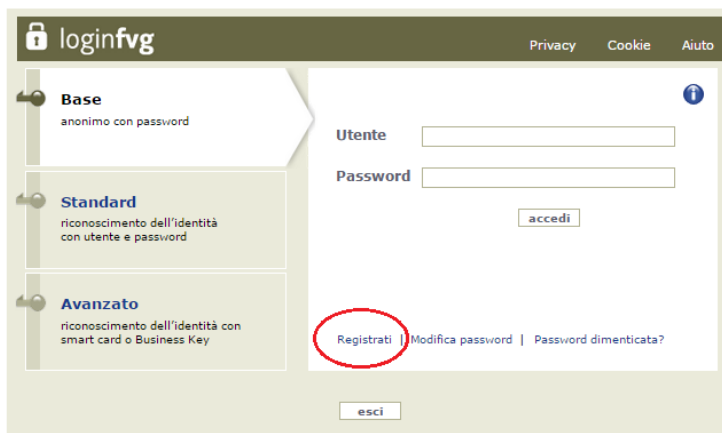 loginfvg
Privacy Cookie Aiuto
Base
anonimo con password
Standard
riconoscimento dell'identità
con utente e password
Avanzato
riconoscimento dell'identità con
smart card o Business Key
Utente
Password
accedi
Registrati | Modifica password | Password dimenticata?
esci